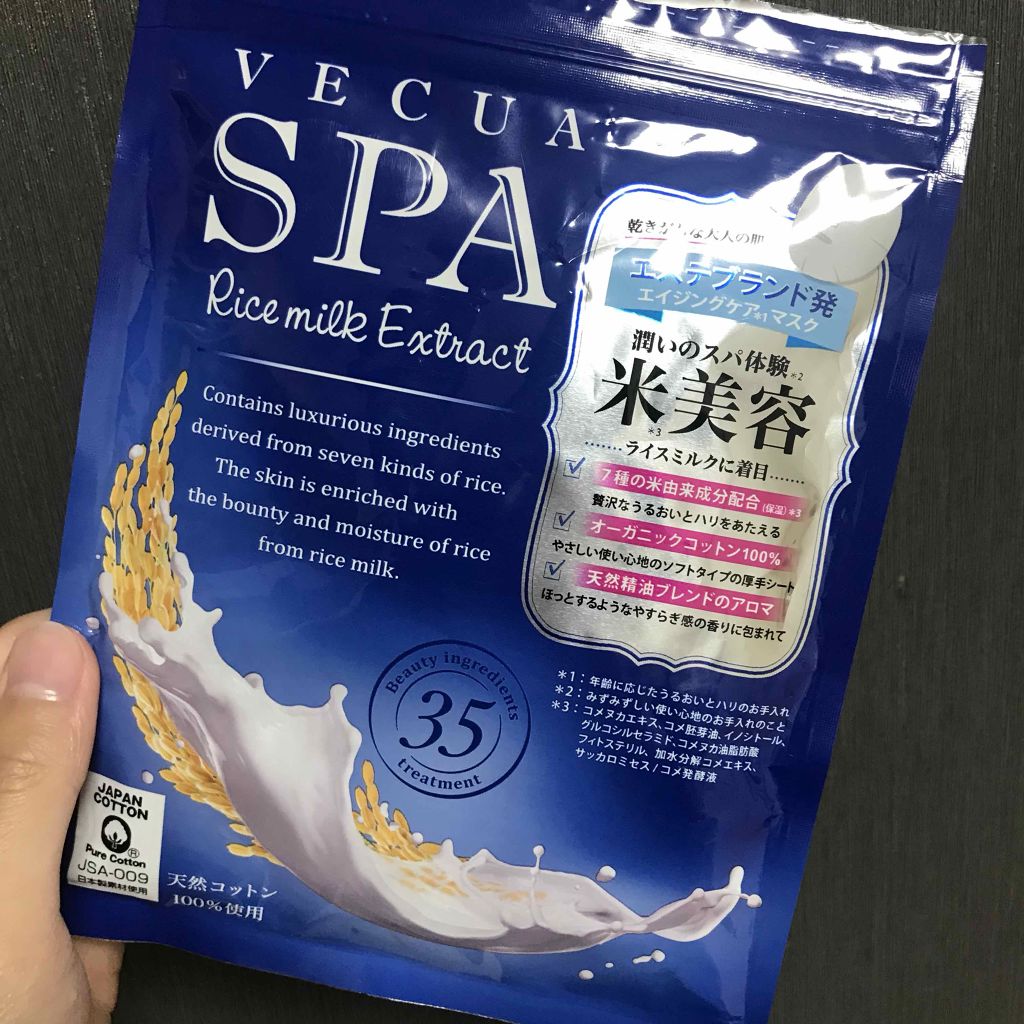 VECUA
SPA
Rice milk Extract
Contains luxurious ingredients
derived from seven kinds of rice.
The skin is enriched with
the bounty and moisture of rice
from rice milk.
乾きがちな大人の肌
エステブランド発
エイジングケア*1マスク
潤いのスパ体験*2
米美容*3
ライスミルクに着目
7種の米由来成分配合(保湿)*3
贅沢なうるおいとハリをあたえる
オーガニックコットン100%
やさしい使い心地のソフトタイプの厚手シート
天然精油ブレンドのアロマ
ほっとするようなやすらぎ感の香りに包まれて
*1:年齢に応じたうるおいとハリのお手入れ
*2:みずみずしい使い心地のお手入れのこと
*3:コメヌカエキス、コメ胚芽油、イノシトール、
グルコシルセラミド、コメヌカ油脂肪酸
フィトステリル、加水分解コメエキス、
サッカロミセス/コメ発酵液
Beauty ingredients
35
treatment
JAPAN
COTTON
®
Pure Cotton
JSA-009
日本製素材使用
天然コットン
100%使用